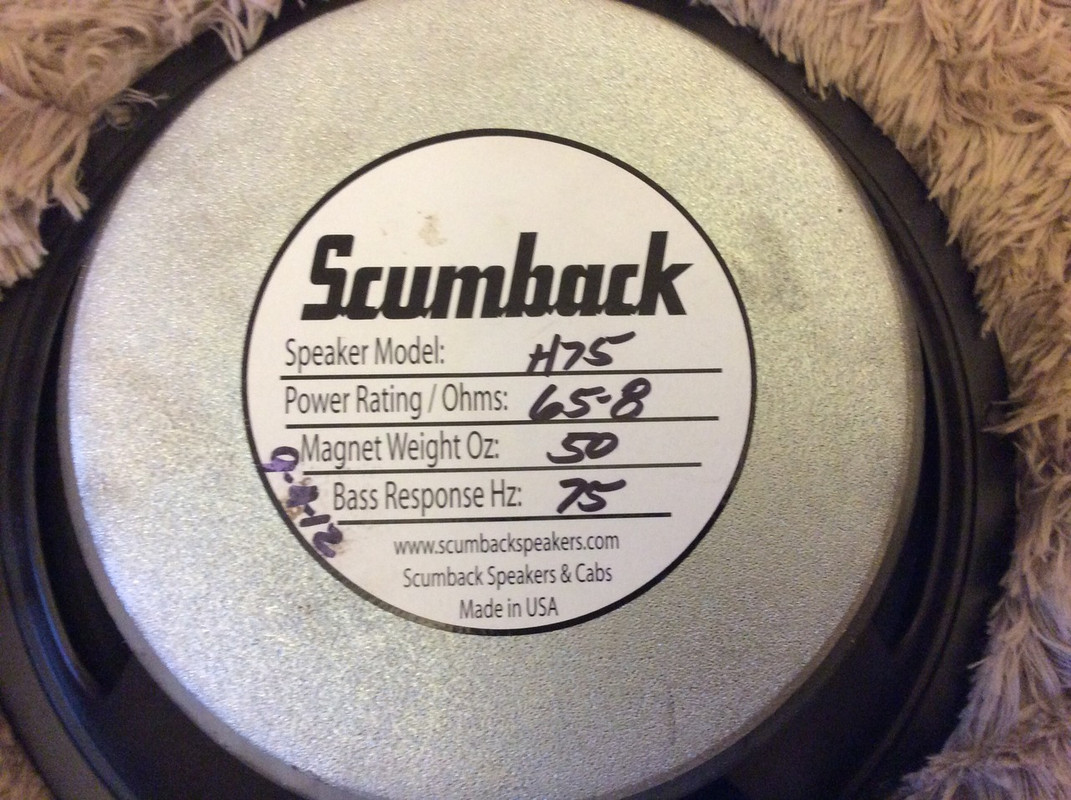 Scumback
Speaker Model: H75
Power Rating / Ohms: 65-8
Magnet Weight Oz: 50
Bass Response Hz: 75
www.scumbackspeakers.com
Scumback Speakers & Cabs
Made in USA